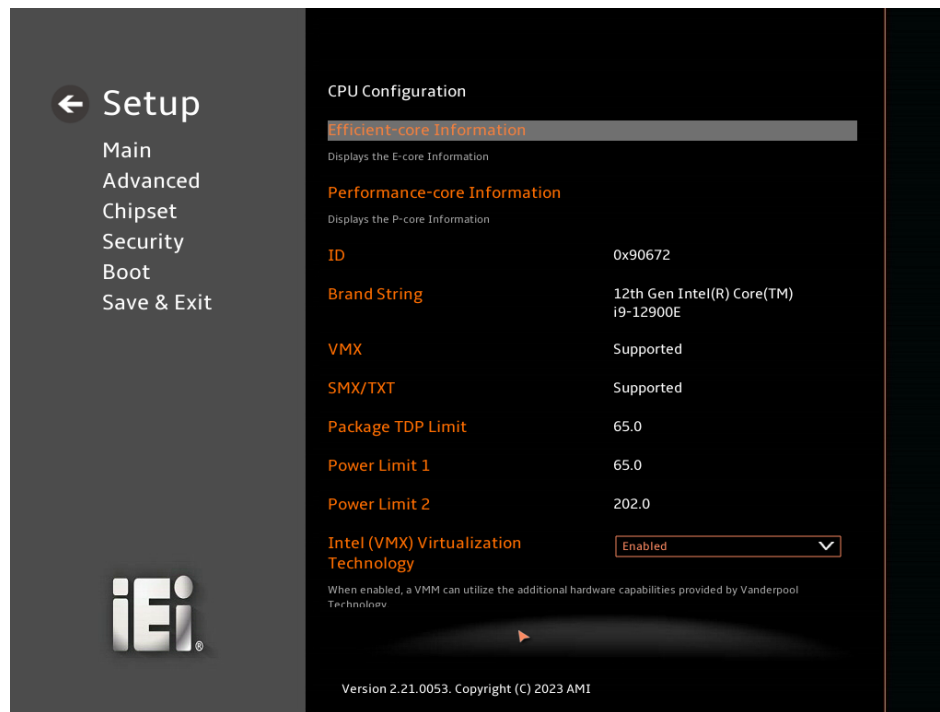 Setup
Main
Advanced
Chipset
Security
Boot
Save & Exit
iEi®
CPU Configuration
Efficient-core Information
Displays the E-core Information
Performance-core Information
Displays the P-core Information
ID 0x90672
Brand String 12th Gen Intel(R) Core(TM)
i9-12900E
VMX Supported
SMX/TXT Supported
Package TDP Limit 65.0
Power Limit 1 65.0
Power Limit 2 202.0
Intel (VMX) Virtualization Enabled
Technology
When enabled, a VMM can utilize the additional hardware capabilities provided by Vanderpool
Technology
Version 2.21.0053. Copyright (C) 2023 AMI